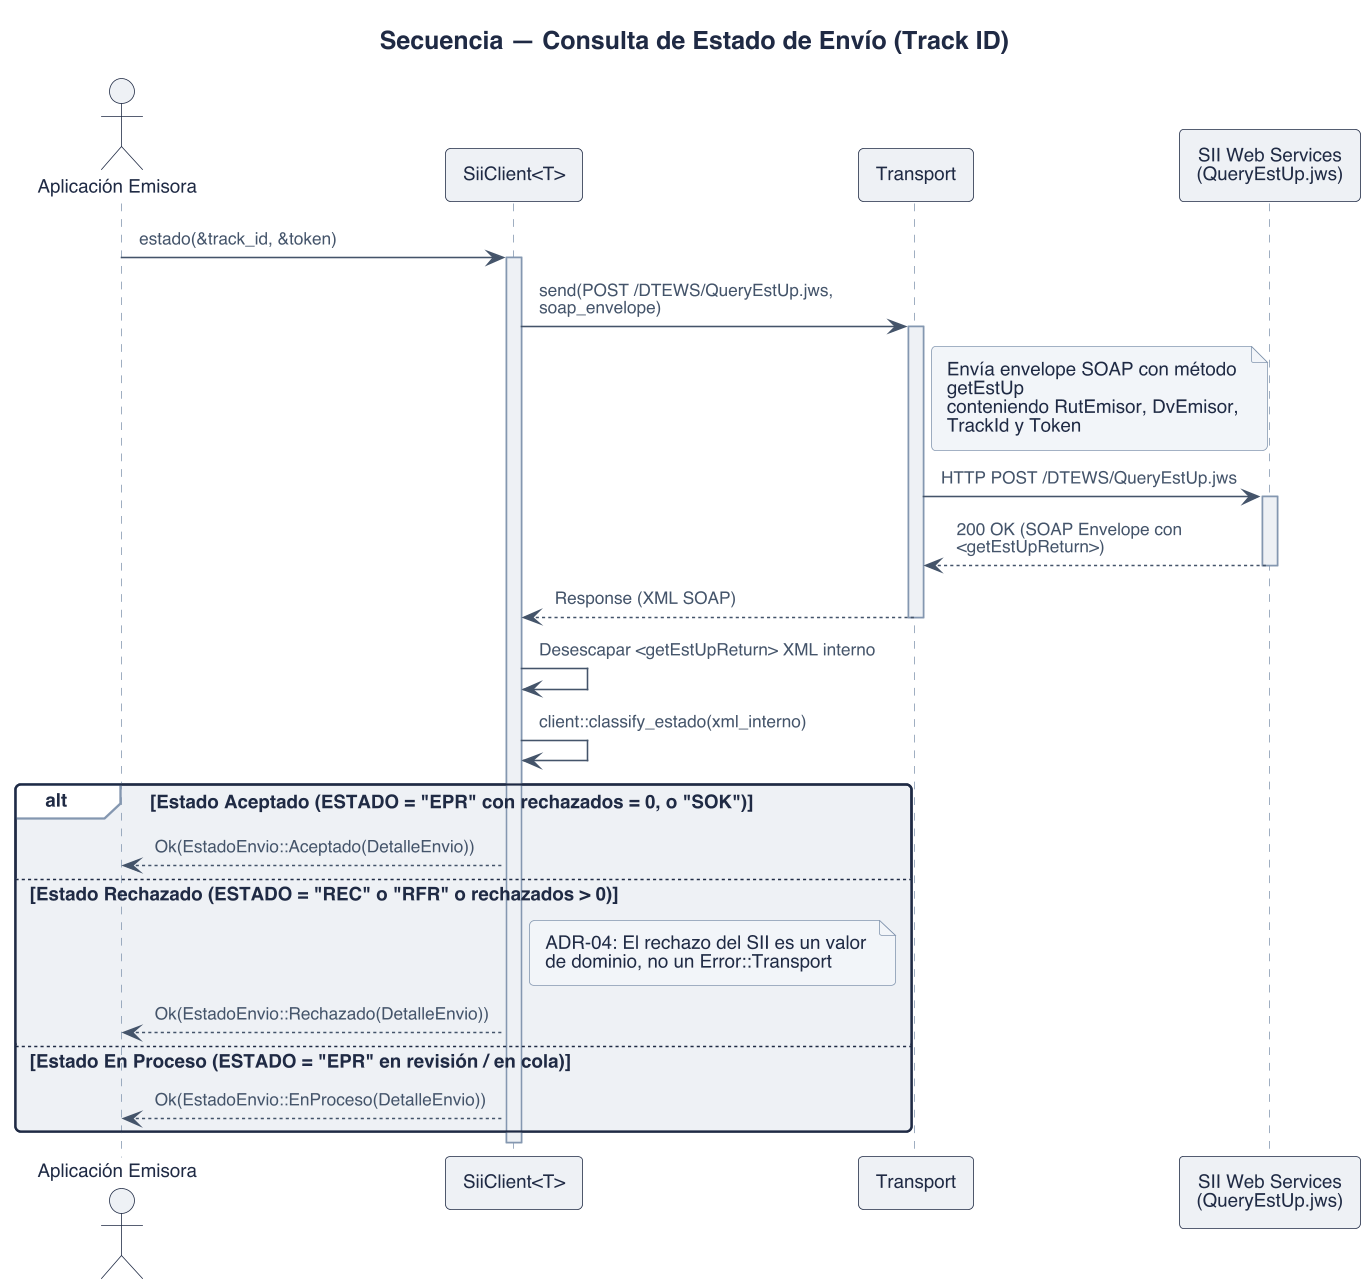 Secuencia — Consulta de Estado de Envío (Track ID)
Aplicación Emisora
SiiClient<T>
Transport
SII Web Services
(QueryEstUp.jws)
estado(&track_id, &token)
send(POST /DTEWS/QueryEstUp.jws,
soap_envelope)
Envía envelope SOAP con método
getEstUp
conteniendo RutEmisor, DvEmisor,
TrackId y Token
HTTP POST /DTEWS/QueryEstUp.jws
200 OK (SOAP Envelope con
<getEstUpReturn>)
Response (XML SOAP)
Desescapar <getEstUpReturn> XML interno
client::classify_estado(xml_interno)
alt [Estado Aceptado (ESTADO = "EPR" con rechazados = 0, o "SOK")]
Ok(EstadoEnvio::Aceptado(DetalleEnvio))
[Estado Rechazado (ESTADO = "REC" o "RFR" o rechazados > 0)]
ADR-04: El rechazo del SII es un valor
de dominio, no un Error::Transport
Ok(EstadoEnvio::Rechazado(DetalleEnvio))
[Estado En Proceso (ESTADO = "EPR" en revisión / en cola)]
Ok(EstadoEnvio::EnProceso(DetalleEnvio))
Aplicación Emisora
SiiClient<T>
Transport
SII Web Services
(QueryEstUp.jws)